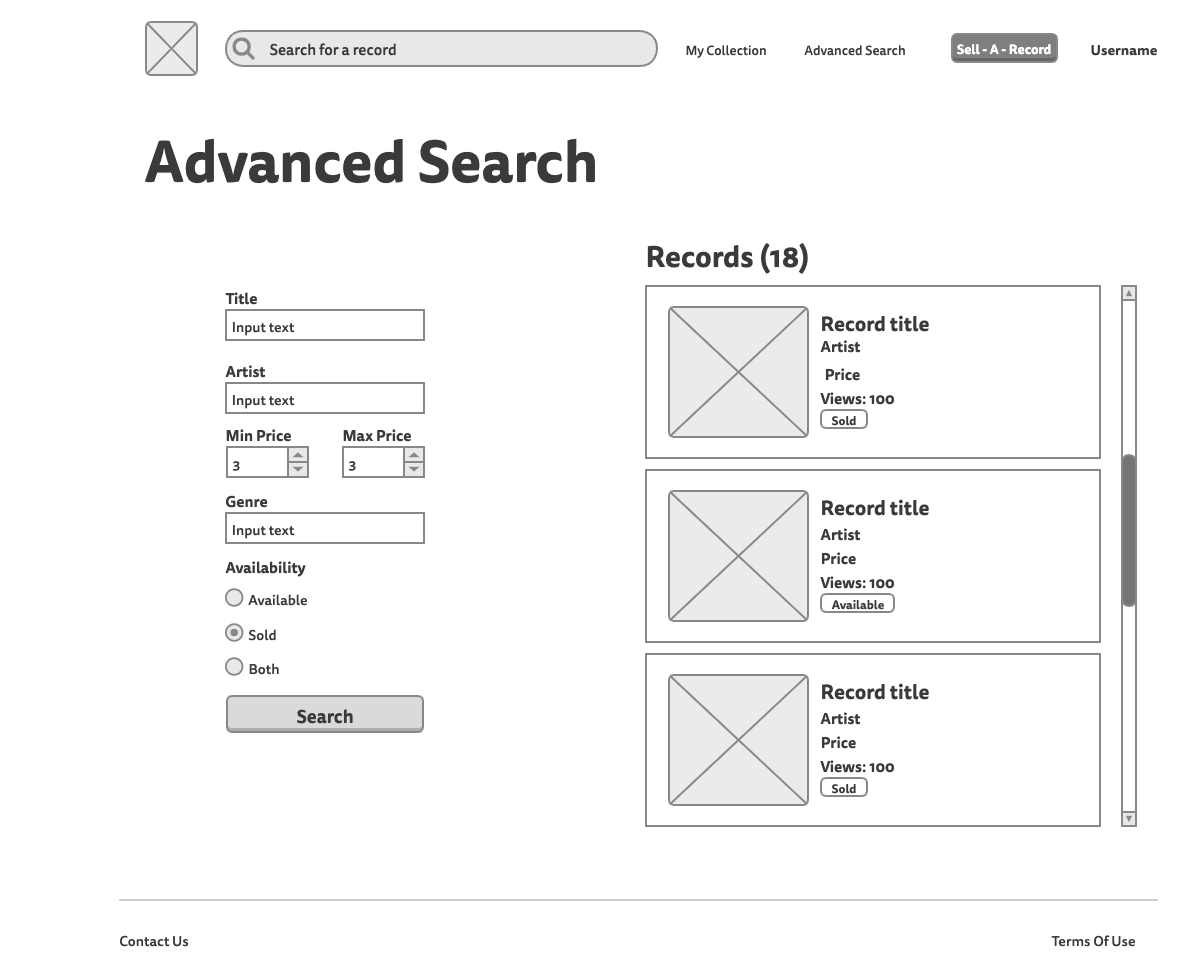 Search for a record
My Collection
Advanced Search
Sell - A - Record
Username
Advanced Search
Title
Input text
Artist
Input text
Min Price
Max Price
3
3
Genre
Input text
Availability
Available
Sold
Both
Search
Records (18)
Record title
Artist
Price
Views: 100
Sold
Record title
Artist
Price
Views: 100
Available
Record title
Artist
Price
Views: 100
Sold
Contact Us
Terms Of Use